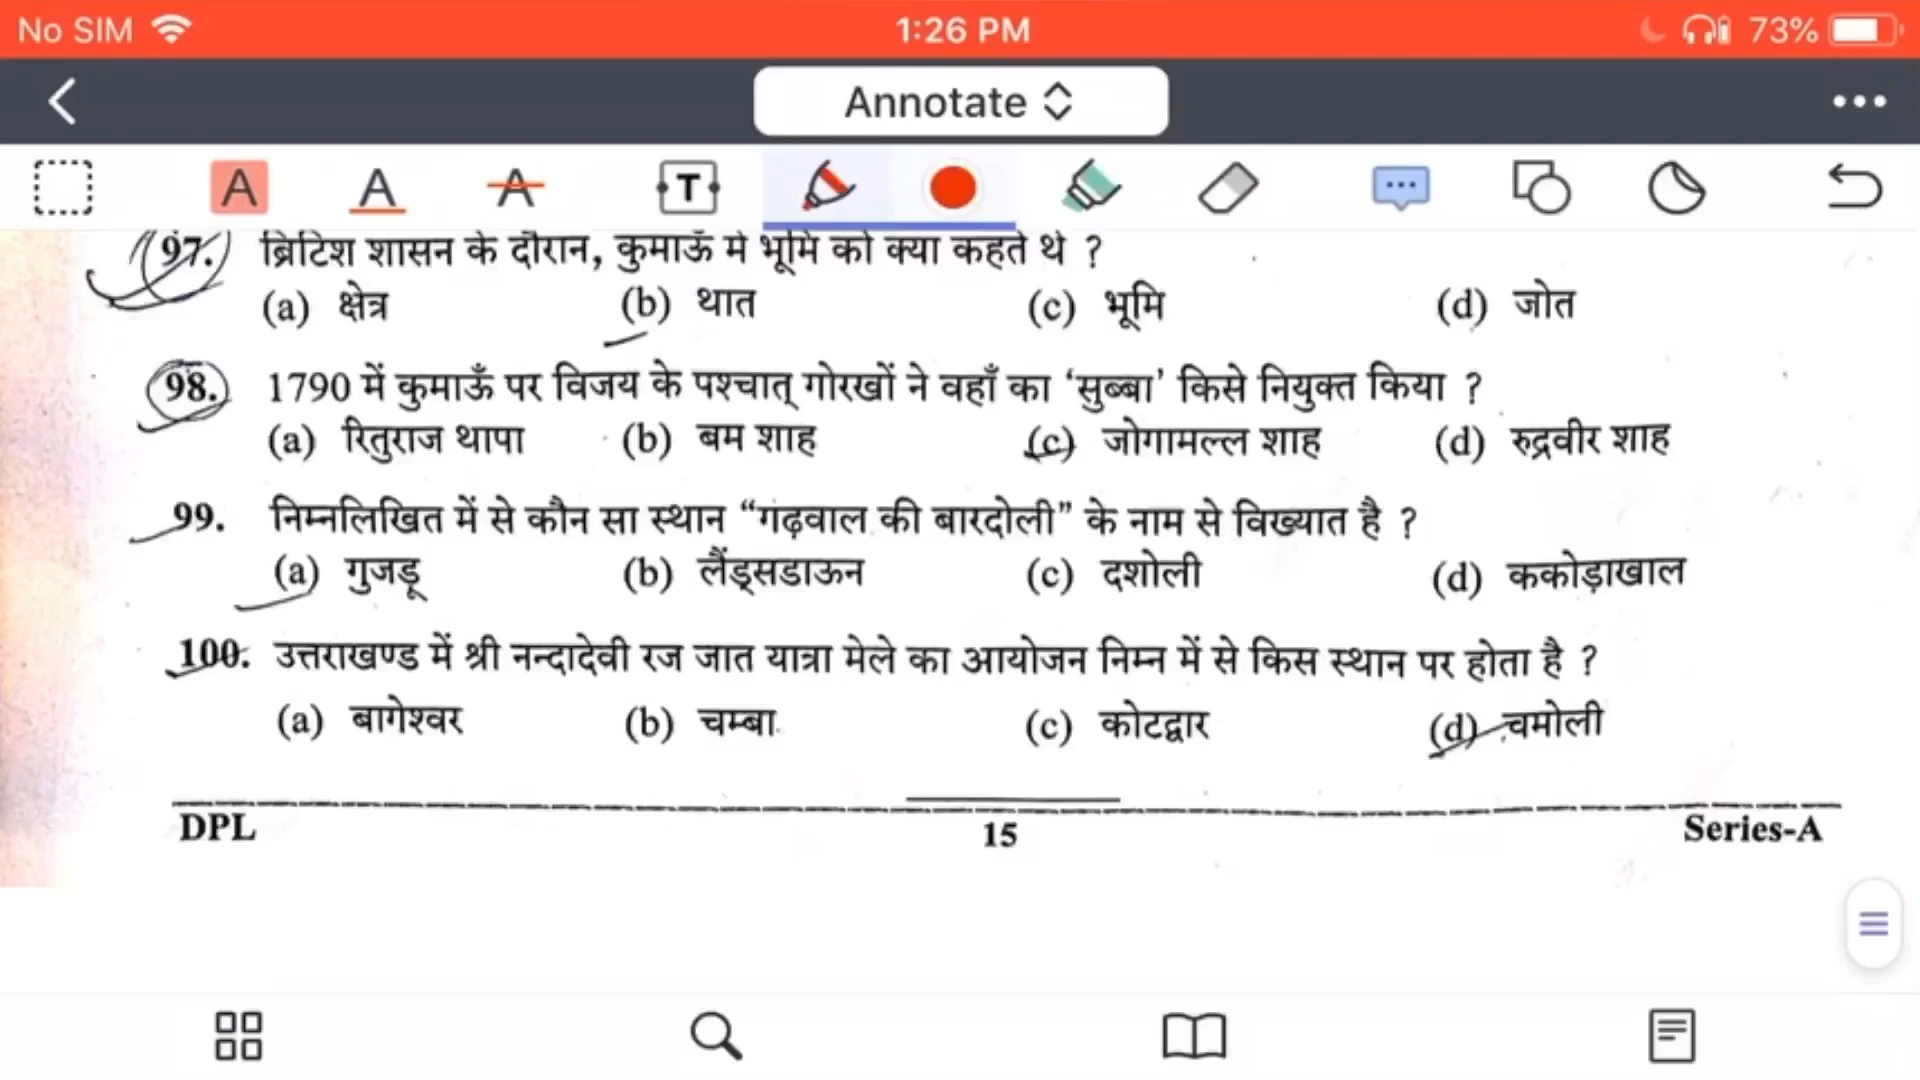 No SIM 1:26 PM 73%
Annotate
A A A T
97. ब्रिटिश शासन के दौरान, कुमाऊँ में भूमि को क्या कहते थे ?
(a) क्षेत्र (b) थात (c) भूमि (d) जोत
98. 1790 में कुमाऊँ पर विजय के पश्चात् गोरखों ने वहाँ का ‘सुब्बा’ किसे नियुक्त किया ?
(a) रितुराज थापा (b) बम शाह (c) जोगामल्ल शाह (d) रुद्रवीर शाह
99. निम्नलिखित में से कौन सा स्थान “गढ़वाल की बारदोली” के नाम से विख्यात है ?
(a) गुजडू (b) लैंड्सडाऊन (c) दशोली (d) ककोड़ाखाल
100. उत्तराखण्ड में श्री नन्दादेवी रज जात यात्रा मेले का आयोजन निम्न में से किस स्थान पर होता है ?
(a) बागेश्वर (b) चम्बा (c) कोटद्वार (d) चमोली
DPL 15 Series-A